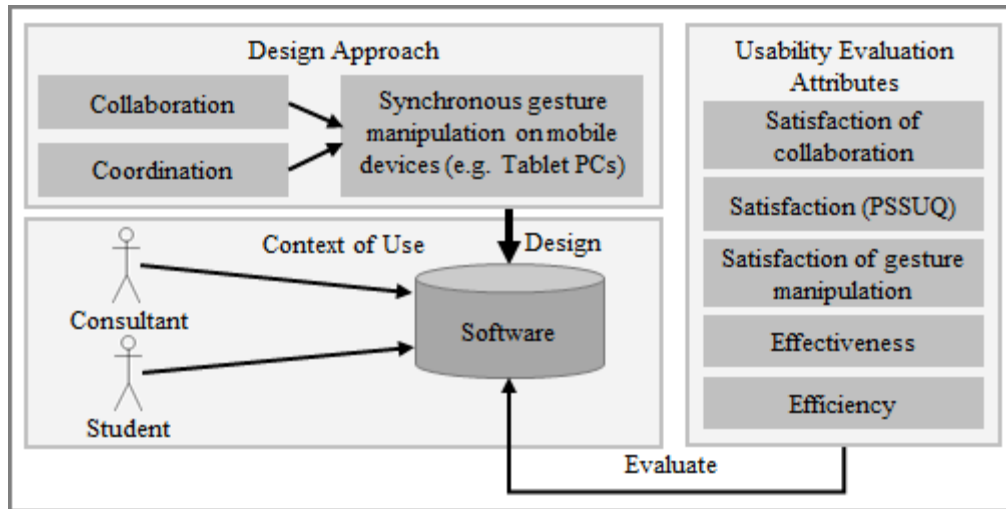 Design Approach
Collaboration
Coordination
Synchronous gesture
manipulation on mobile
devices (e.g. Tablet PCs)
Context of Use
Design
Consultant
Student
Software
Usability Evaluation
Attributes
Satisfaction of
collaboration
Satisfaction (PSSUQ)
Satisfaction of gesture
manipulation
Effectiveness
Efficiency
Evaluate